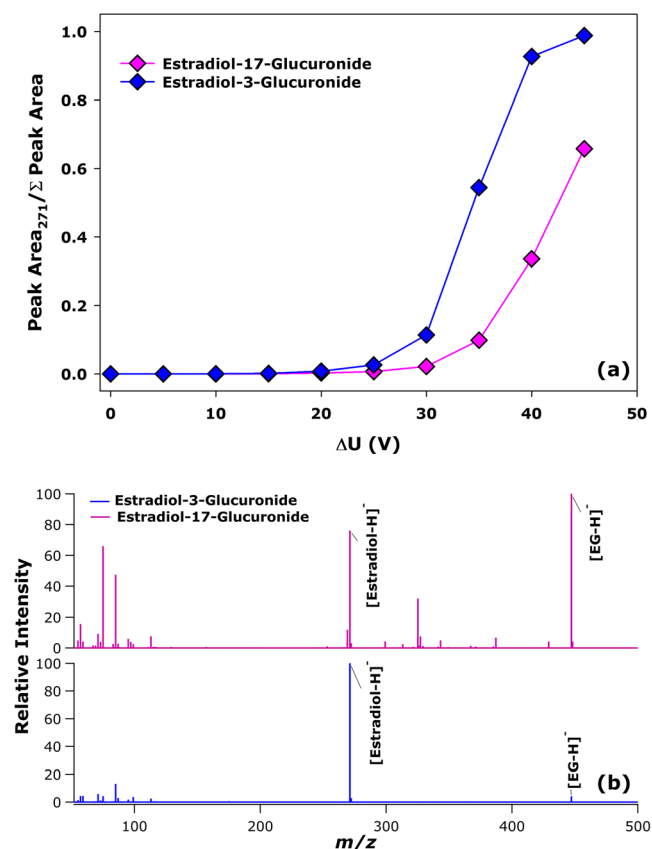 1.0
0.8
0.6
0.4
0.2
0.0
Peak Area271/Σ Peak Area
Estradiol-17-Glucuronide
Estradiol-3-Glucuronide
(a)
0 10 20 30 40 50
ΔU (V)
Relative Intensity
100
80
60
40
20
0
Estradiol-3-Glucuronide
Estradiol-17-Glucuronide
[Estradiol-H]-
[EG-H]-
100
80
60
40
20
0
[Estradiol-H]-
[EG-H]-
(b)
100 200 300 400 500
m/z